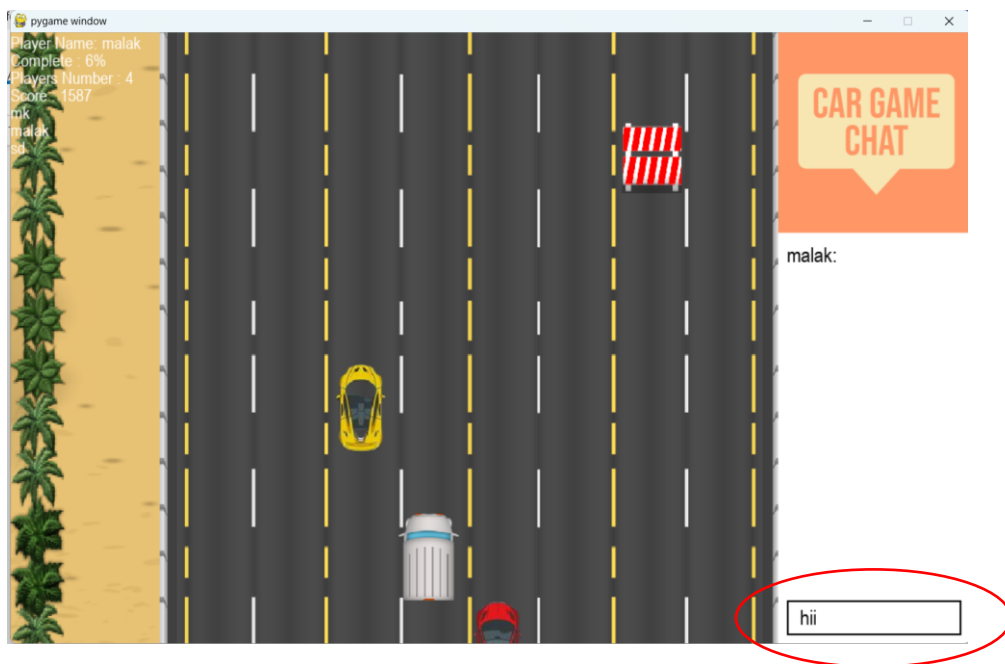 pygame window
Player Name: malak
Complete : 6%
Players Number : 4
Score : 1587
mk
malak
sd
CAR GAME
CHAT
malak:
hii